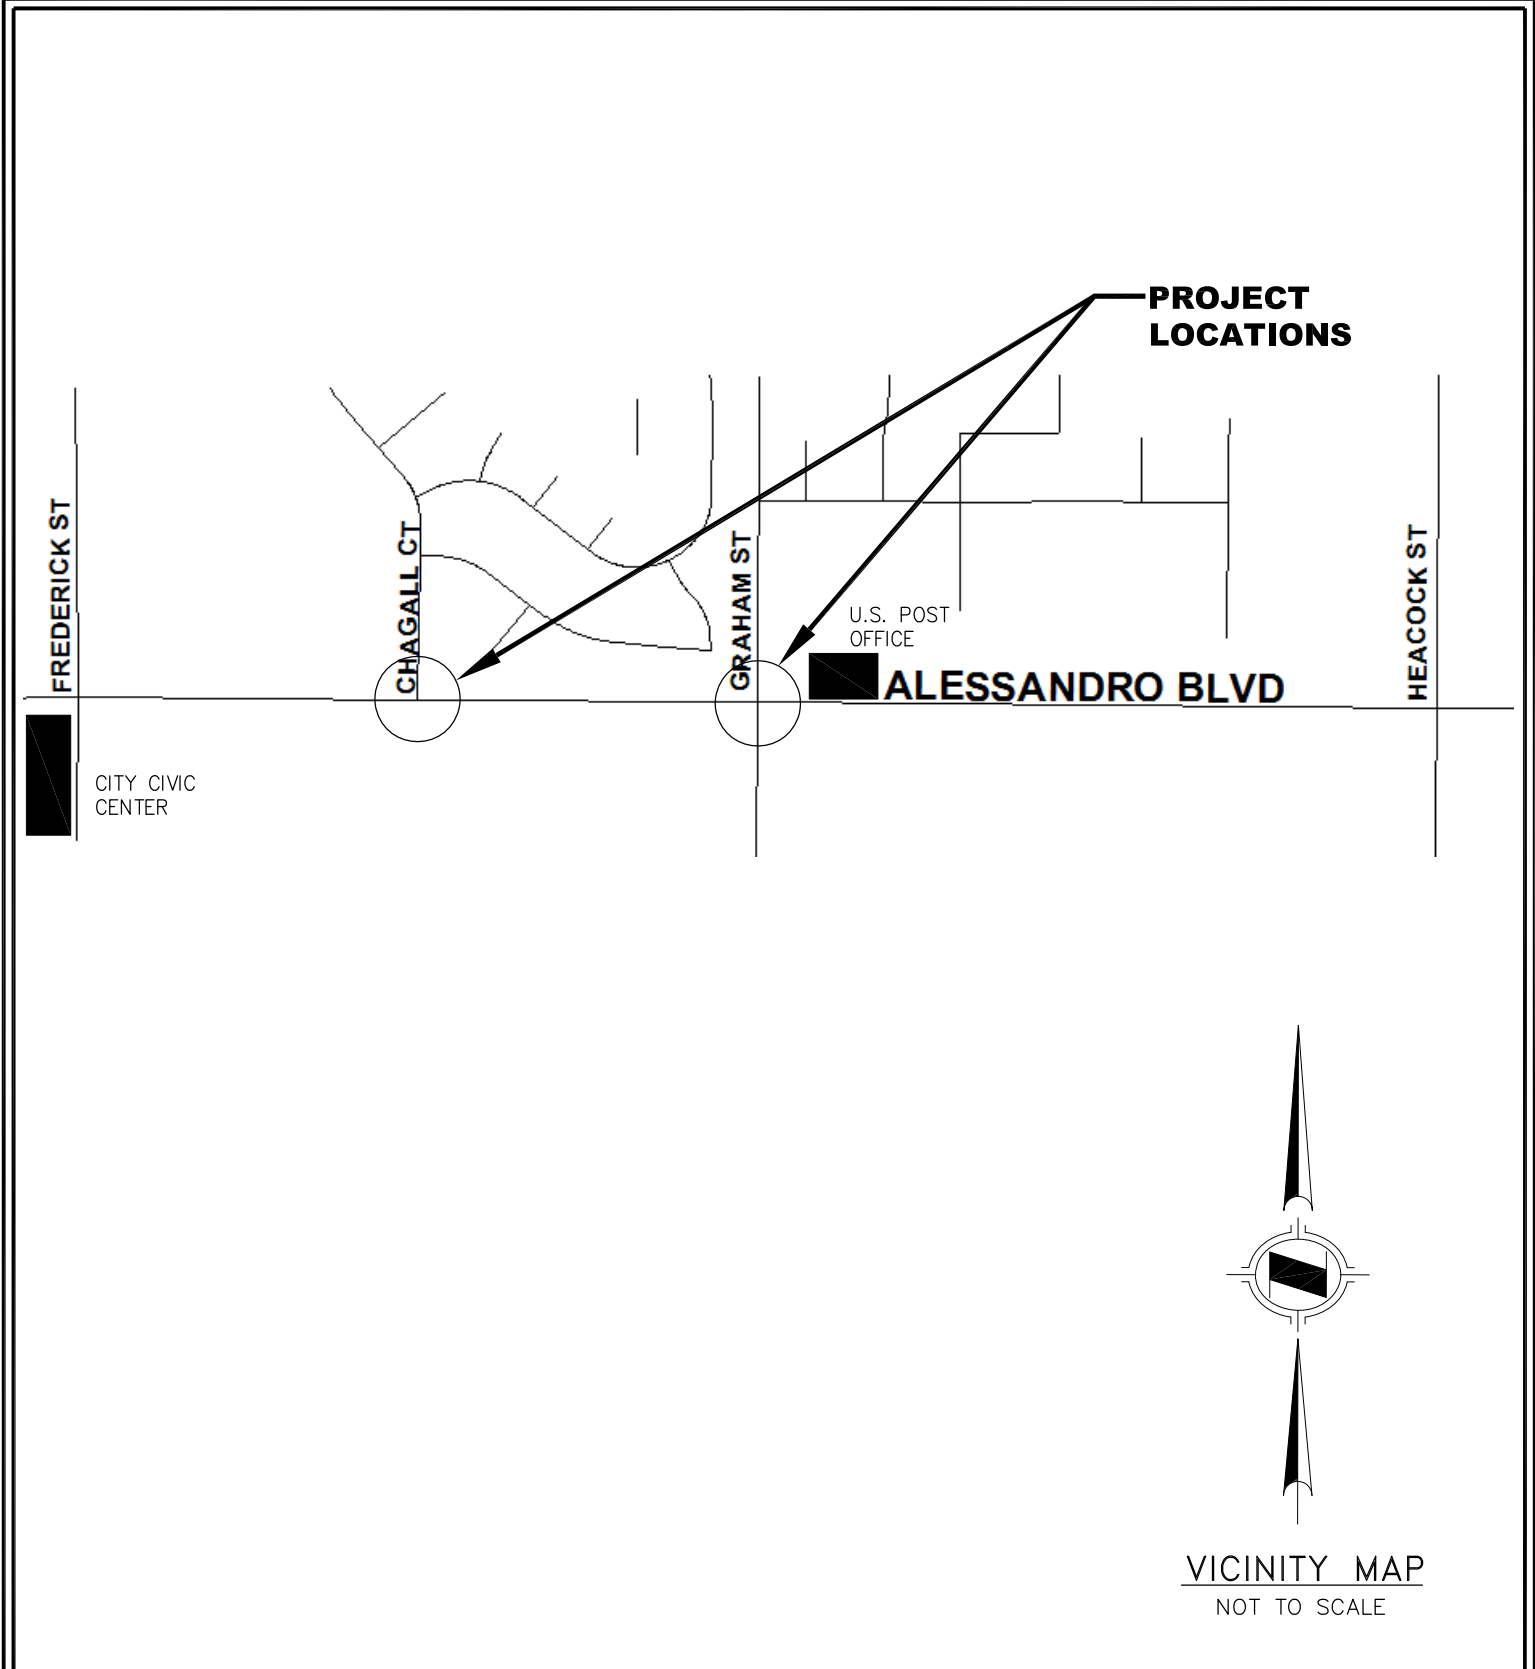 PROJECT
LOCATIONS
FREDERICK ST
CHAGALL CT
GRAHAM ST
HEACOCK ST
U.S. POST
OFFICE
ALESSANDRO BLVD
CITY CIVIC
CENTER
N
VICINITY MAP
NOT TO SCALE